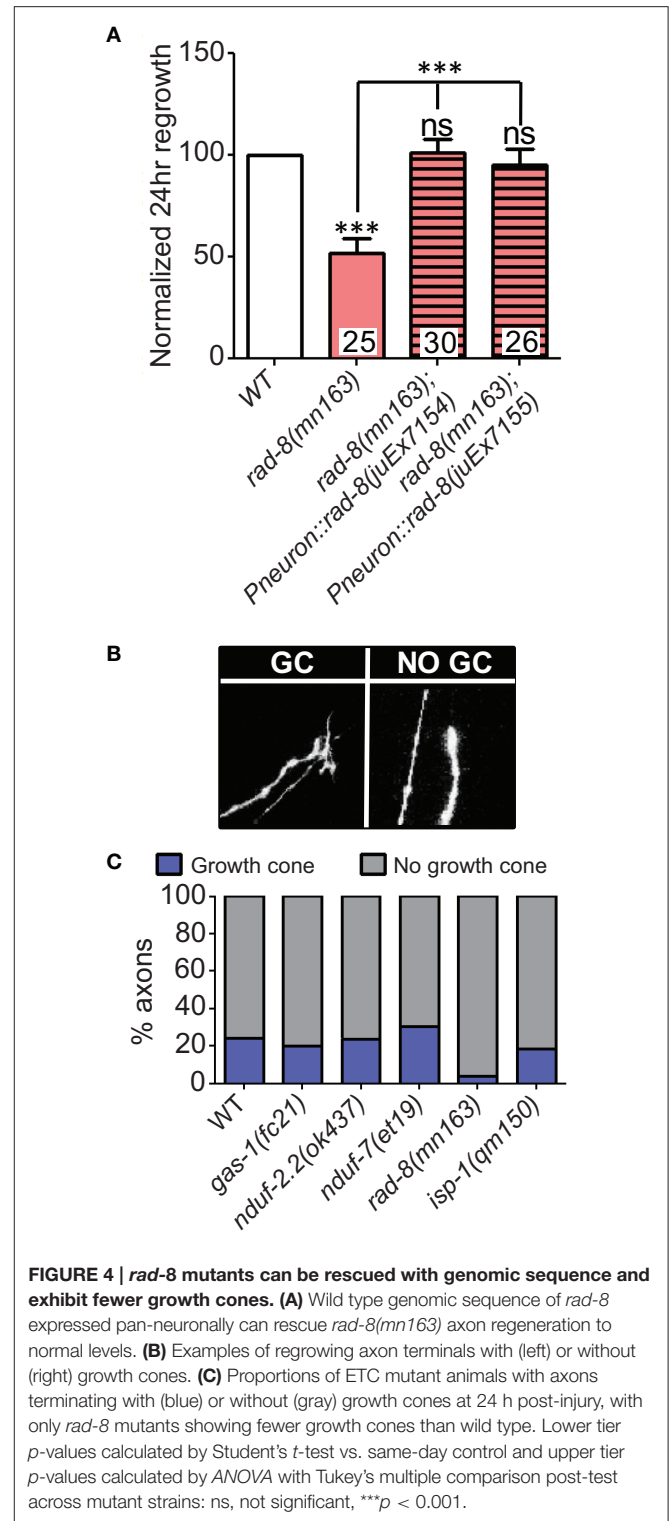 A
Normalized 24hr regrowth
150
100
50
0
***
ns
ns
***
25
30
26
WT
rad-8(mn163)
rad-8(mn163);
Pneuron::rad-8(juEx7154)
rad-8(mn163);
Pneuron::rad-8(juEx7155)
B
GC
NO GC
C
Growth cone
No growth cone
% axons
100
80
60
40
20
0
WT
gas-1(fc21)
nduf-2.2(ok437)
nduf-7(et19)
rad-8(mn163)
isp-1(qm150)
FIGURE 4 | rad-8 mutants can be rescued with genomic sequence and
exhibit fewer growth cones. (A) Wild type genomic sequence of rad-8
expressed pan-neuronally can rescue rad-8(mn163) axon regeneration to
normal levels. (B) Examples of regrowing axon terminals with (left) or without
(right) growth cones. (C) Proportions of ETC mutant animals with axons
terminating with (blue) or without (gray) growth cones at 24 h post-injury, with
only rad-8 mutants showing fewer growth cones than wild type. Lower tier
p-values calculated by Student's t-test vs. same-day control and upper tier
p-values calculated by ANOVA with Tukey's multiple comparison post-test
across mutant strains: ns, not significant, ***p < 0.001.